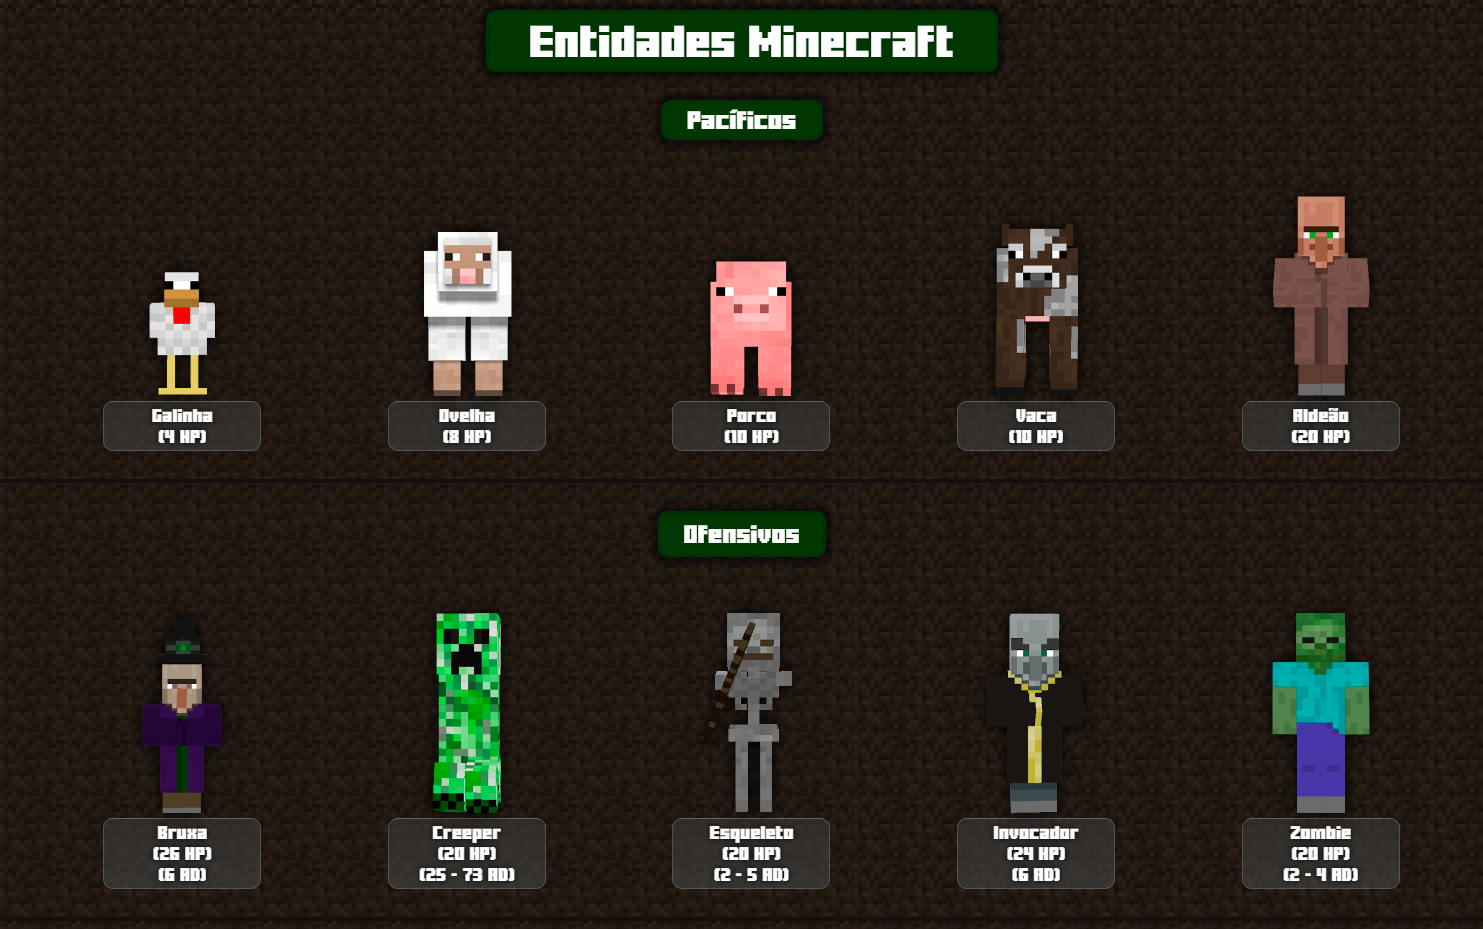 Entidades Minecraft
Pacíficos
Galinha
(4 HP)
Ovelha
(8 HP)
Porco
(10 HP)
Vaca
(10 HP)
Aldeão
(20 HP)
Ofensivos
Bruxa
(26 HP)
(6 AD)
Creeper
(20 HP)
(25 - 73 AD)
Esqueleto
(20 HP)
(2 - 5 AD)
Invocador
(24 HP)
(6 AD)
Zombie
(20 HP)
(2 - 4 AD)